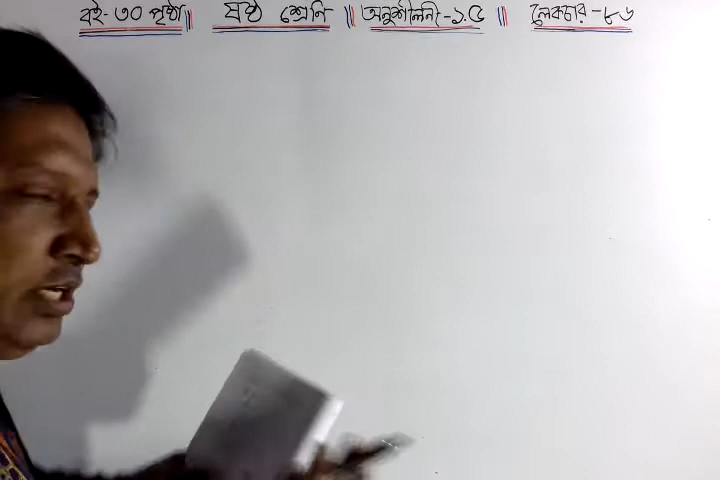 বই- ৩০ পৃষ্ঠা || ষষ্ঠ শ্রেনি || অনুশীলনী-১.৫ || লেকচার-৮৬